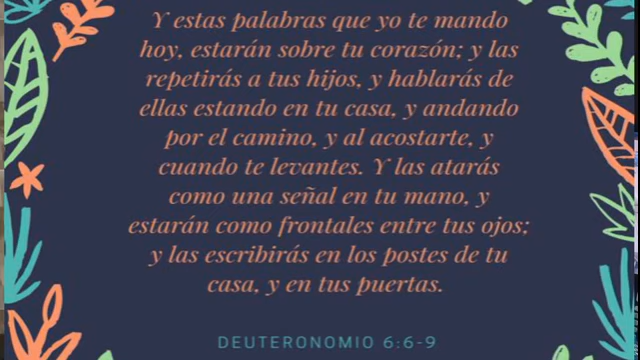 Y estas palabras que yo te mando
hoy, estarán sobre tu corazón; y las
repetirás a tus hijos, y hablarás de
ellas estando en tu casa, y andando
por el camino, y al acostarte, y
cuando te levantes. Y las atarás
como una señal en tu mano, y
estarán como frontales entre tus ojos;
y las escribirás en los postes de tu
casa, y en tus puertas.
DEUTERONOMIO 6:6-9